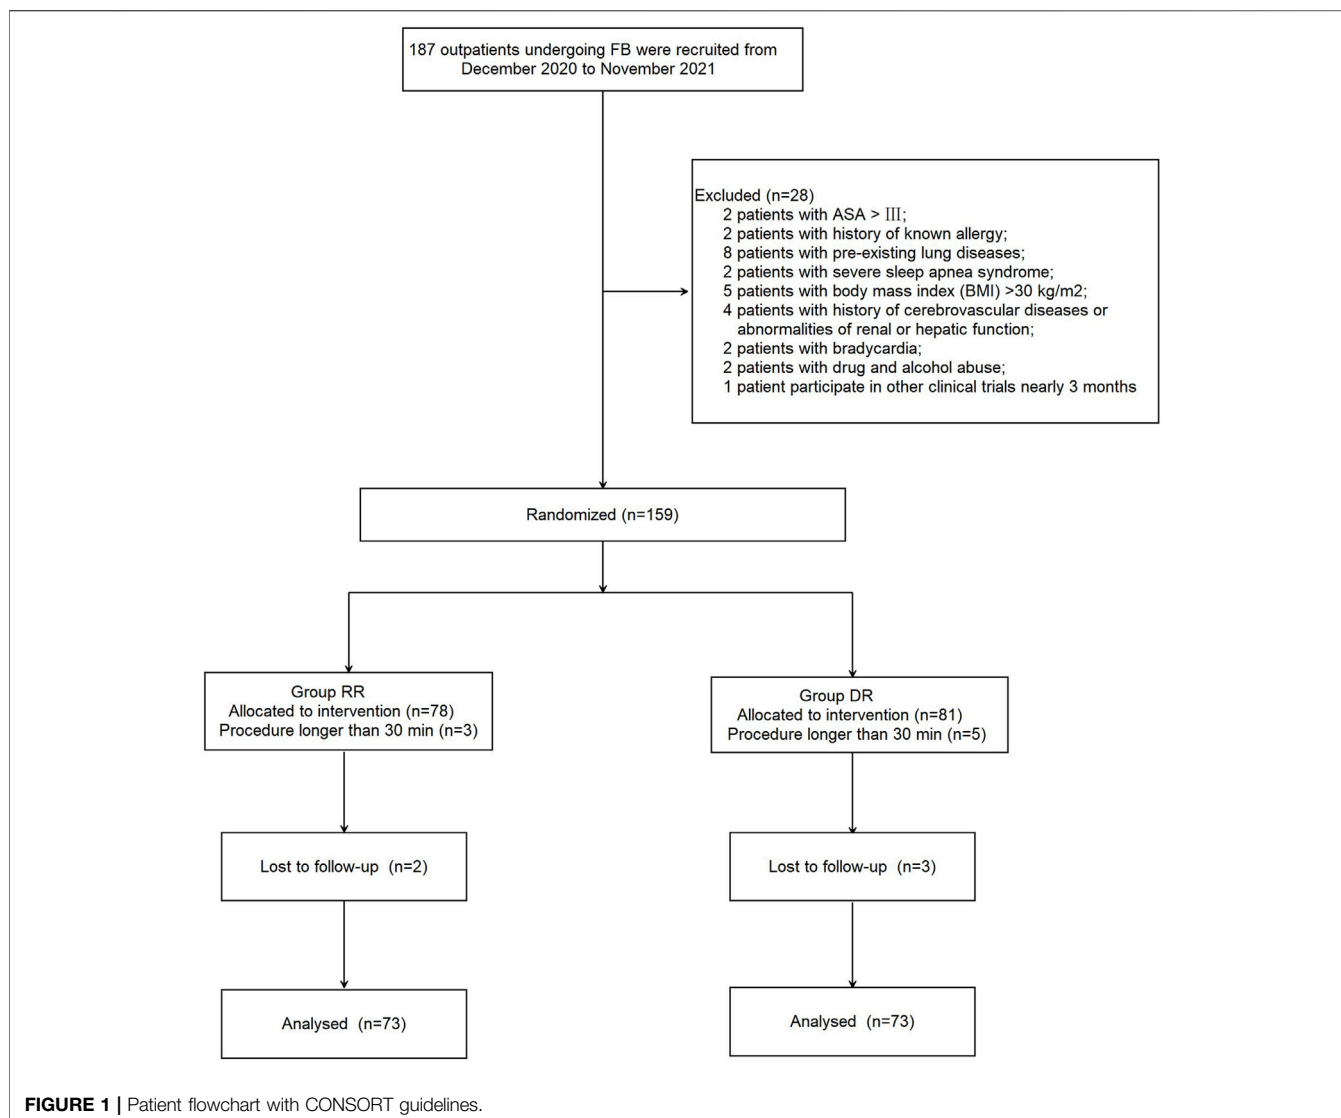 187 outpatients undergoing FB were recruited from
December 2020 to November 2021
Excluded (n=28)
2 patients with ASA > III;
2 patients with history of known allergy;
8 patients with pre-existing lung diseases;
2 patients with severe sleep apnea syndrome;
5 patients with body mass index (BMI) >30 kg/m2;
4 patients with history of cerebrovascular diseases or
abnormalities of renal or hepatic function;
2 patients with bradycardia;
2 patients with drug and alcohol abuse;
1 patient participate in other clinical trials nearly 3 months
Randomized (n=159)
Group RR
Allocated to intervention (n=78)
Procedure longer than 30 min (n=3)
Group DR
Allocated to intervention (n=81)
Procedure longer than 30 min (n=5)
Lost to follow-up (n=2)
Lost to follow-up (n=3)
Analysed (n=73)
Analysed (n=73)
FIGURE 1 | Patient flowchart with CONSORT guidelines.